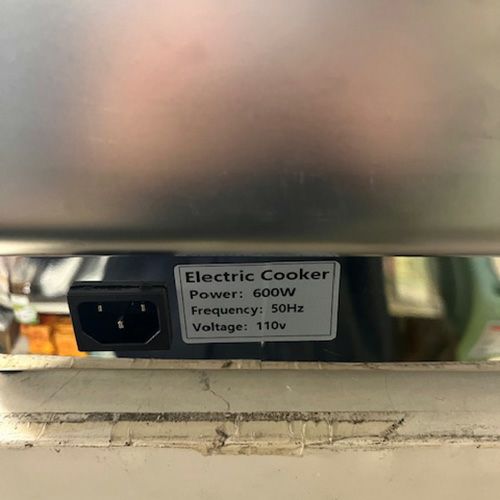 Electric Cooker
Power: 600W
Frequency: 50Hz
Voltage: 110v